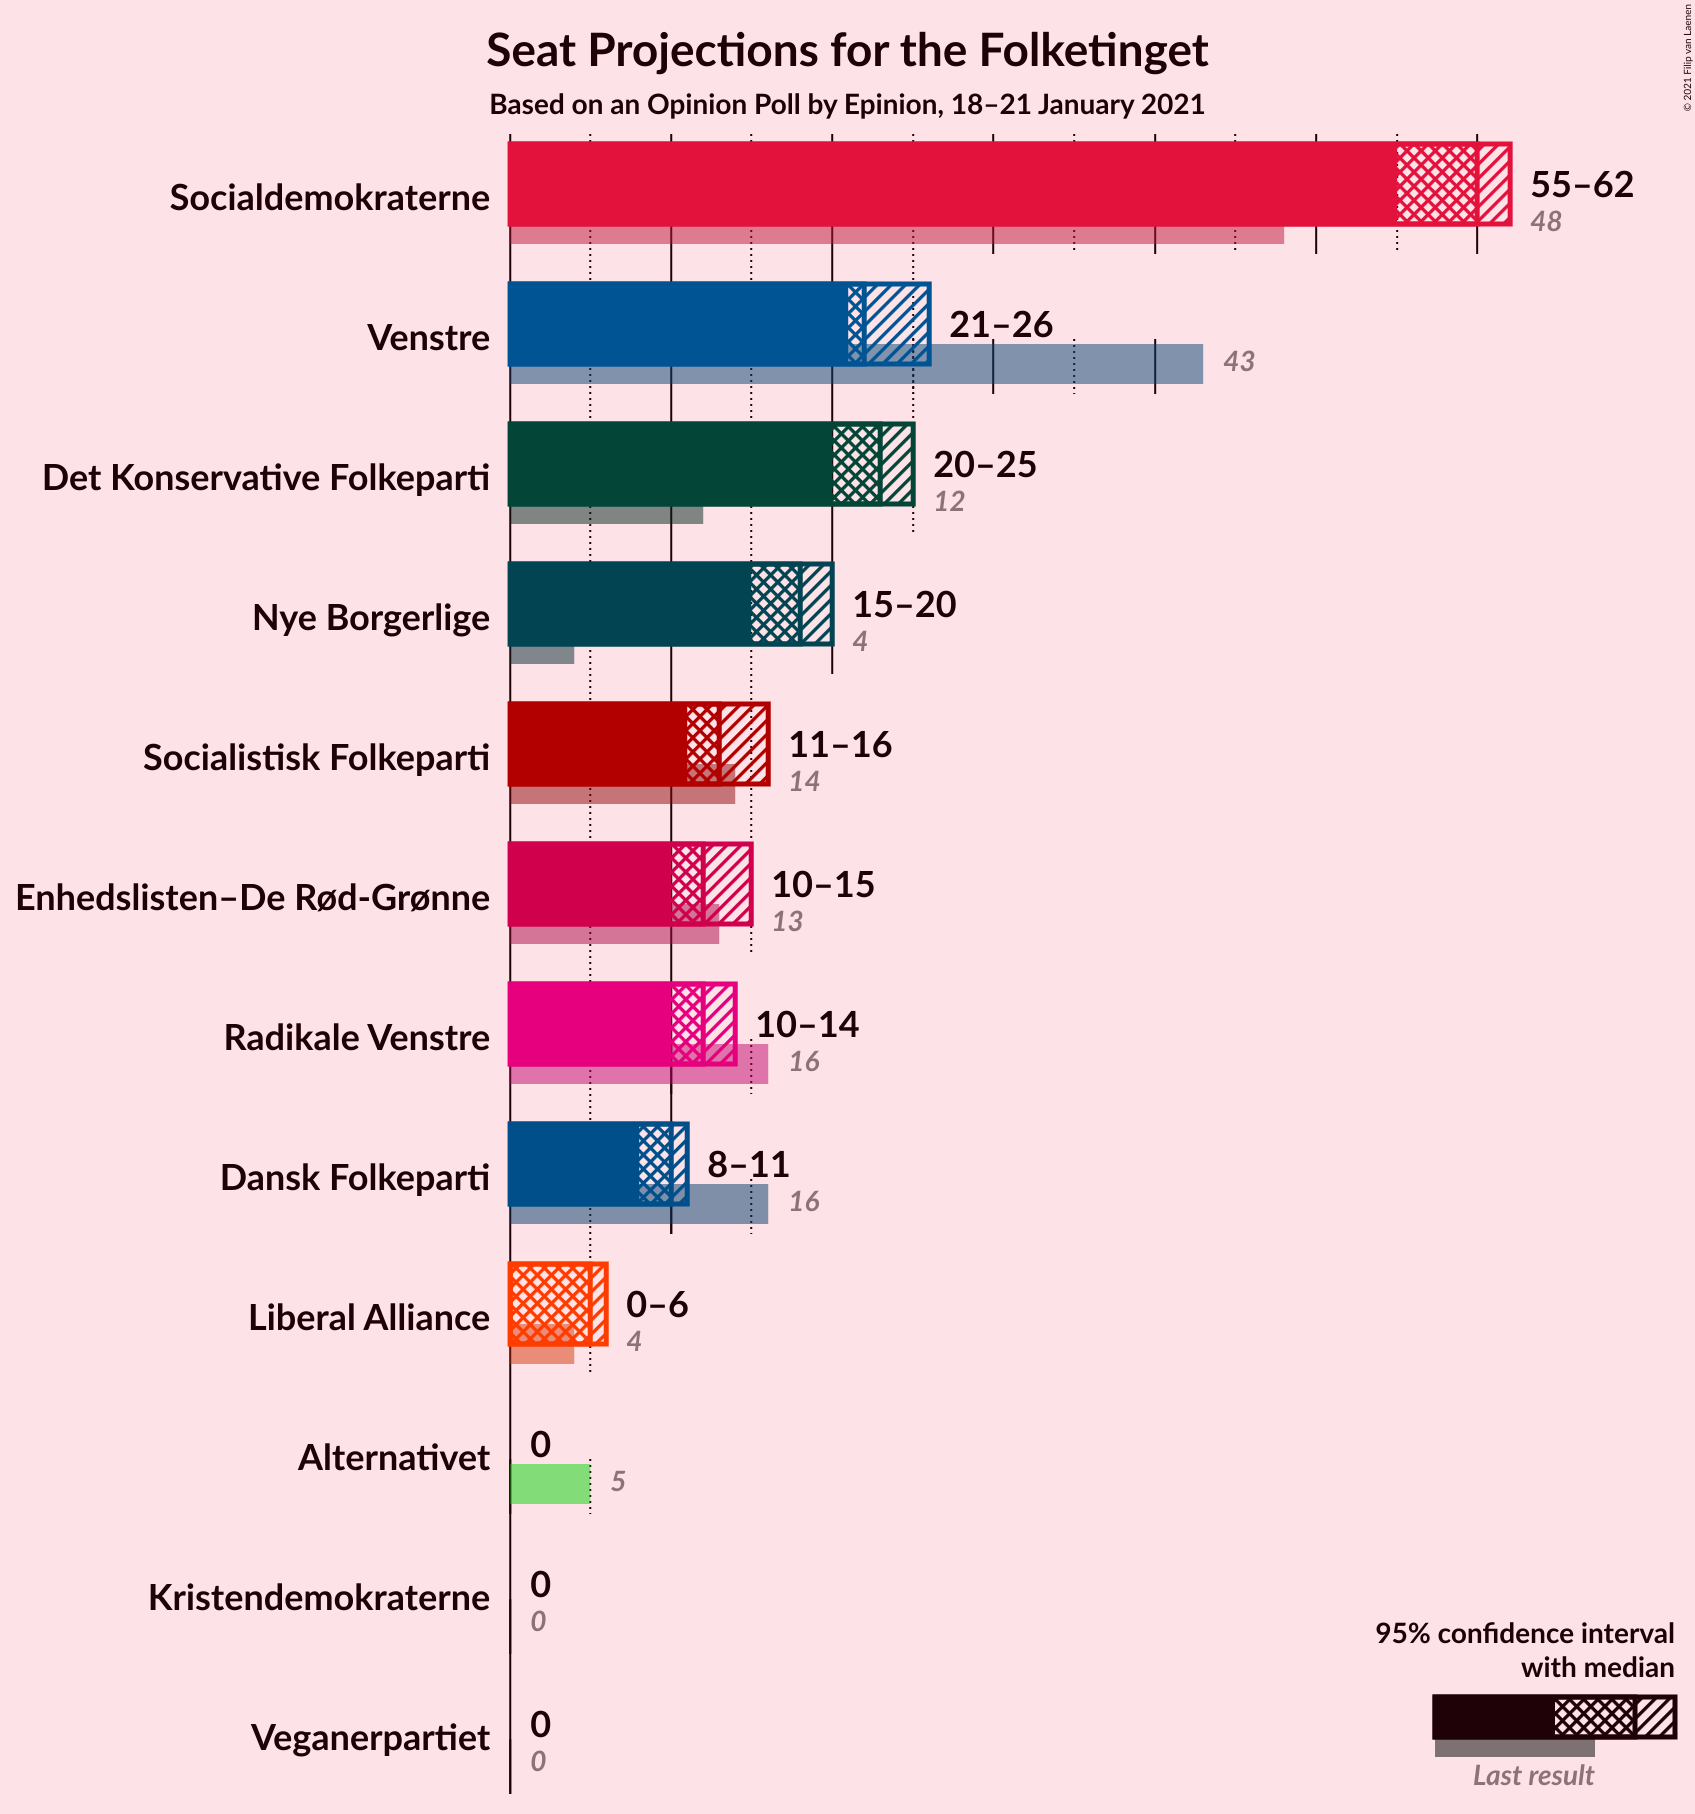 Seat Projections for the Folketinget
Based on an Opinion Poll by Epinion, 18–21 January 2021
© 2021 Filip van Laenen
Socialdemokraterne
55–62
48
Venstre
21–26
43
Det Konservative Folkeparti
20–25
12
Nye Borgerlige
15–20
4
Socialistisk Folkeparti
11–16
14
Enhedslisten–De Rød-Grønne
10–15
13
Radikale Venstre
10–14
16
Dansk Folkeparti
8–11
16
Liberal Alliance
0–6
4
Alternativet
0
5
Kristendemokraterne
0
0
Veganerpartiet
0
0
95% confidence interval
with median
Last result